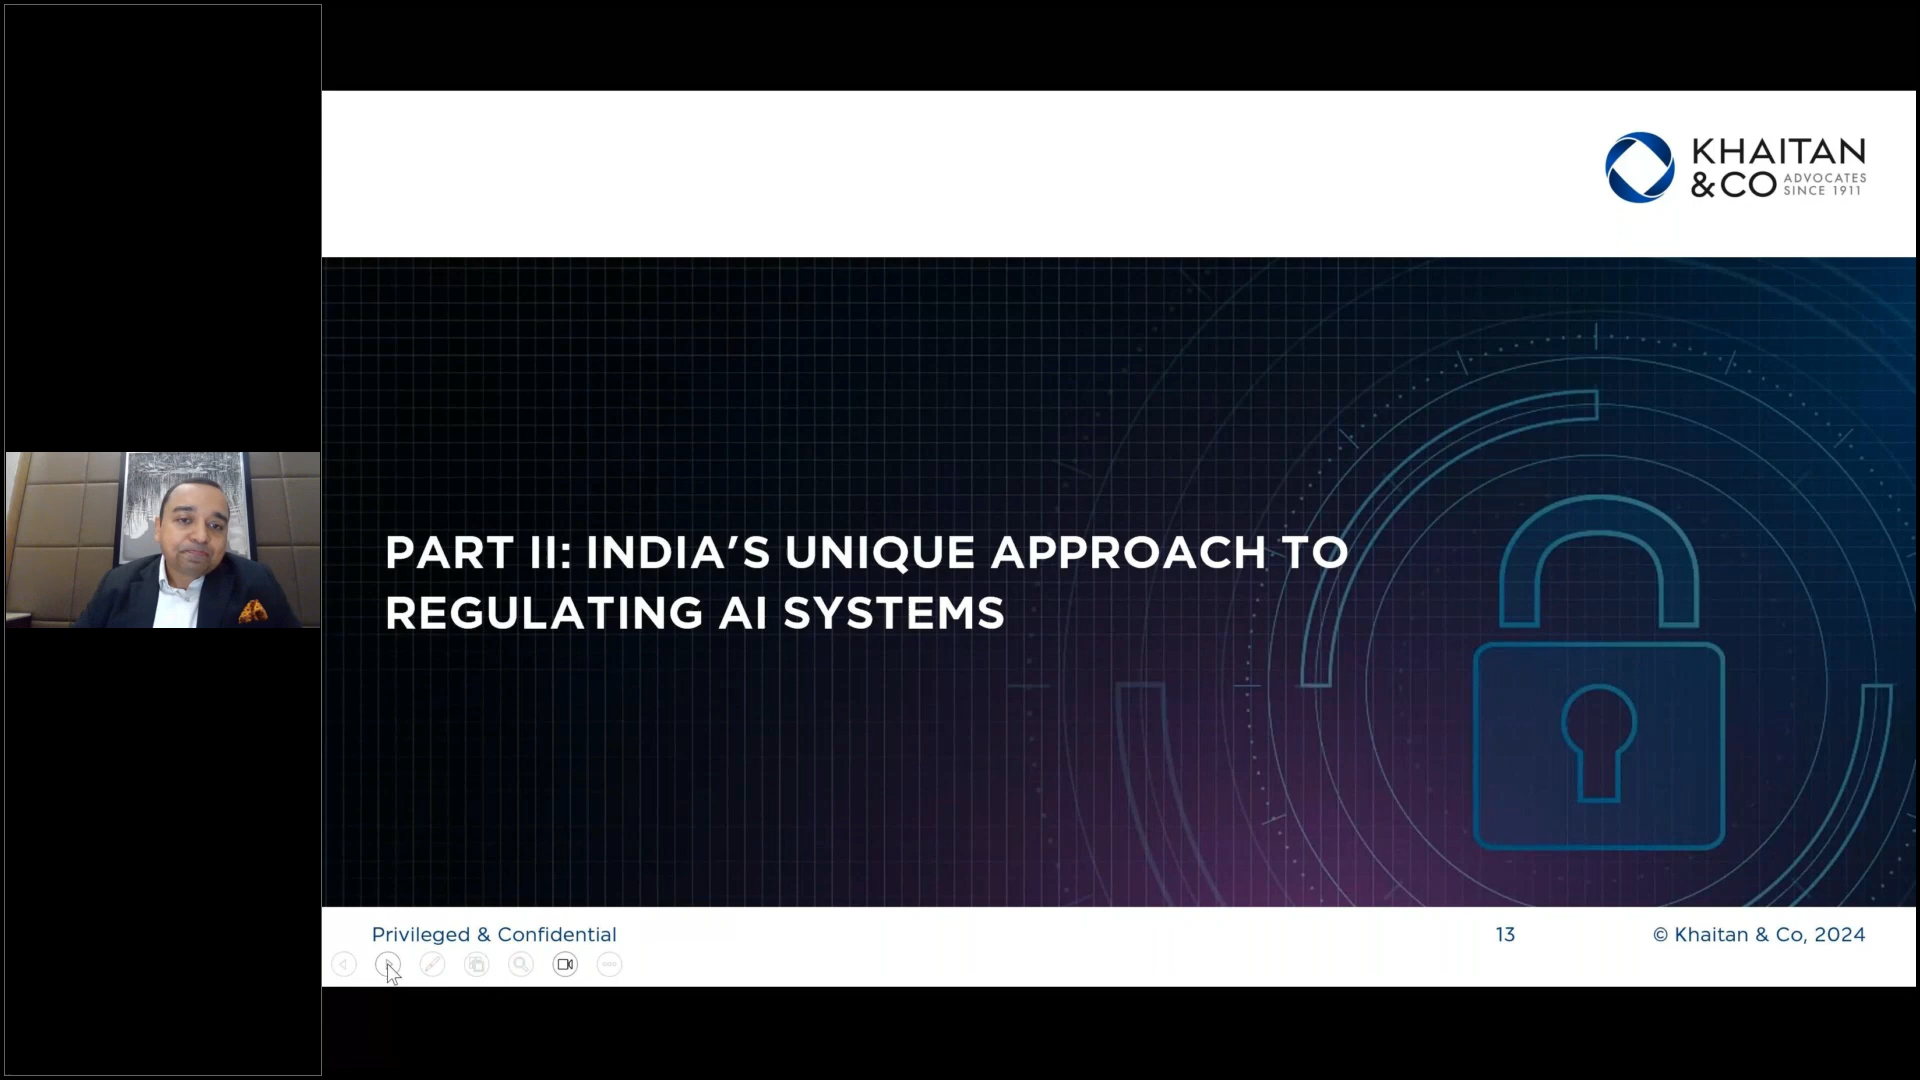 KHAITAN
&CO ADVOCATES SINCE 1911
PART II: INDIA’S UNIQUE APPROACH TO
REGULATING AI SYSTEMS
Privileged & Confidential
13
© Khaitan & Co, 2024